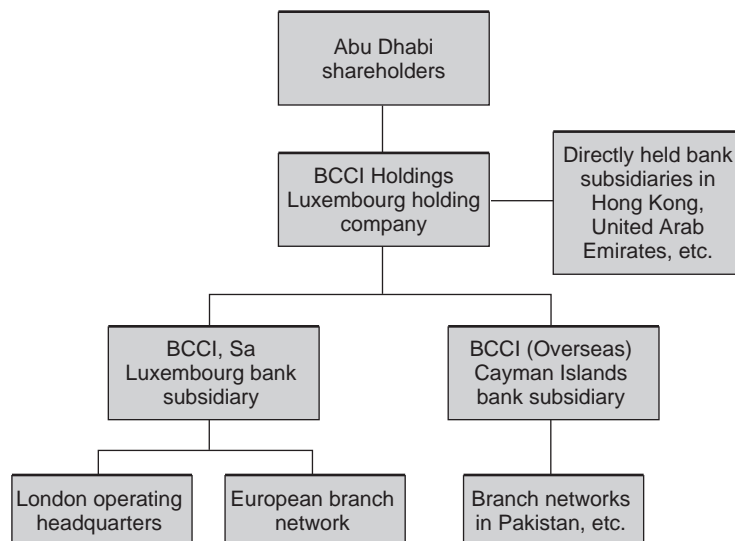 Abu Dhabi
shareholders
BCCI Holdings
Luxembourg holding
company
Directly held bank
subsidiaries in
Hong Kong,
United Arab
Emirates, etc.
BCCI, Sa
Luxembourg bank
subsidiary
BCCI (Overseas)
Cayman Islands
bank subsidiary
London operating
headquarters
European branch
network
Branch networks
in Pakistan, etc.